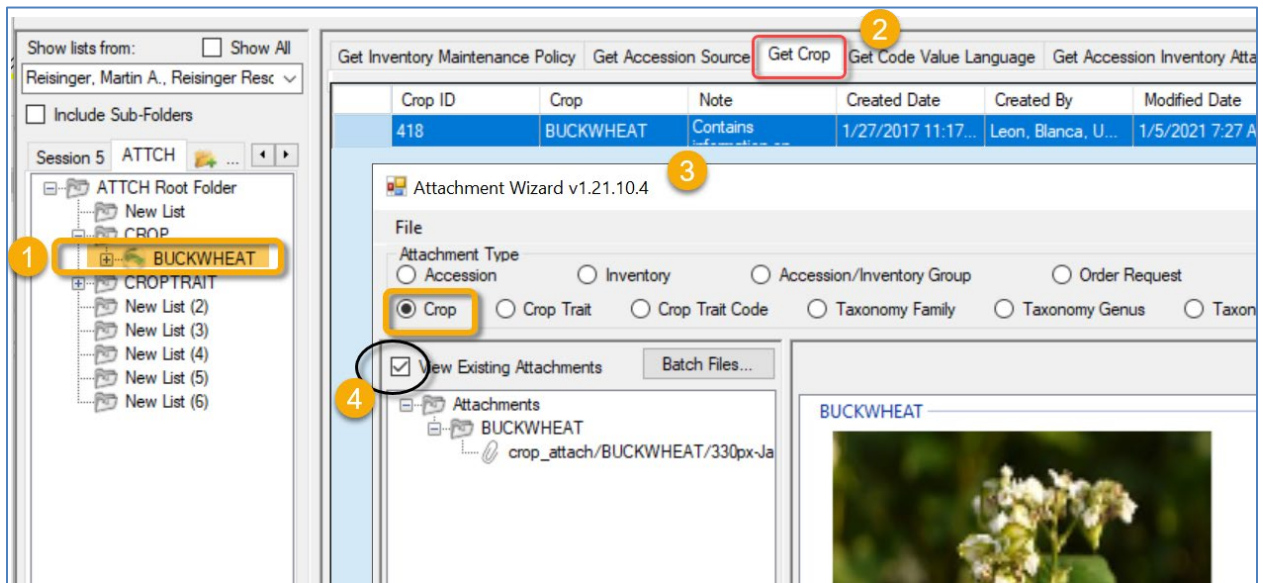 Show lists from: Show All
Reisinger, Martin A., Reisinger Resc
Include Sub-Folders
Session 5 ATTCH ...
ATTCH Root Folder
New List
CROP
1
BUCKWHEAT
CROPTRAIT
New List (2)
New List (3)
New List (4)
New List (5)
New List (6)
2
Get Inventory Maintenance Policy Get Accession Source Get Crop Get Code Value Language Get Accession Inventory Atta
Crop ID Crop Note Created Date Created By Modified Date
418 BUCKWHEAT Contains 1/27/2017 11:17... Leon, Blanca, U... 1/5/2021 7:27 A
information on
3
Attachment Wizard v1.21.10.4
File
Attachment Type
Accession Inventory Accession/Inventory Group Order Request
Crop Crop Trait Crop Trait Code Taxonomy Family Taxonomy Genus Taxon
View Existing Attachments Batch Files...
4
Attachments
BUCKWHEAT
crop_attach/BUCKWHEAT/330px-Ja
BUCKWHEAT